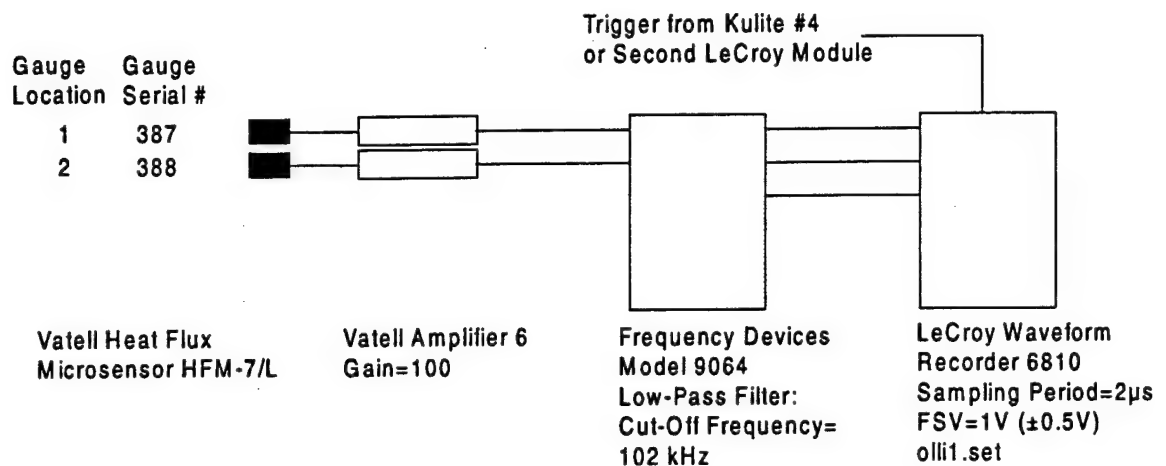 Trigger from Kulite #4
or Second LeCroy Module
Gauge Gauge
Location Serial #
1 387
2 388
Vatell Heat Flux
Microsensor HFM-7/L
Vatell Amplifier 6
Gain=100
Frequency Devices
Model 9064
Low-Pass Filter:
Cut-Off Frequency=
102 kHz
LeCroy Waveform
Recorder 6810
Sampling Period=2µs
FSV=1V (±0.5V)
olli1.set